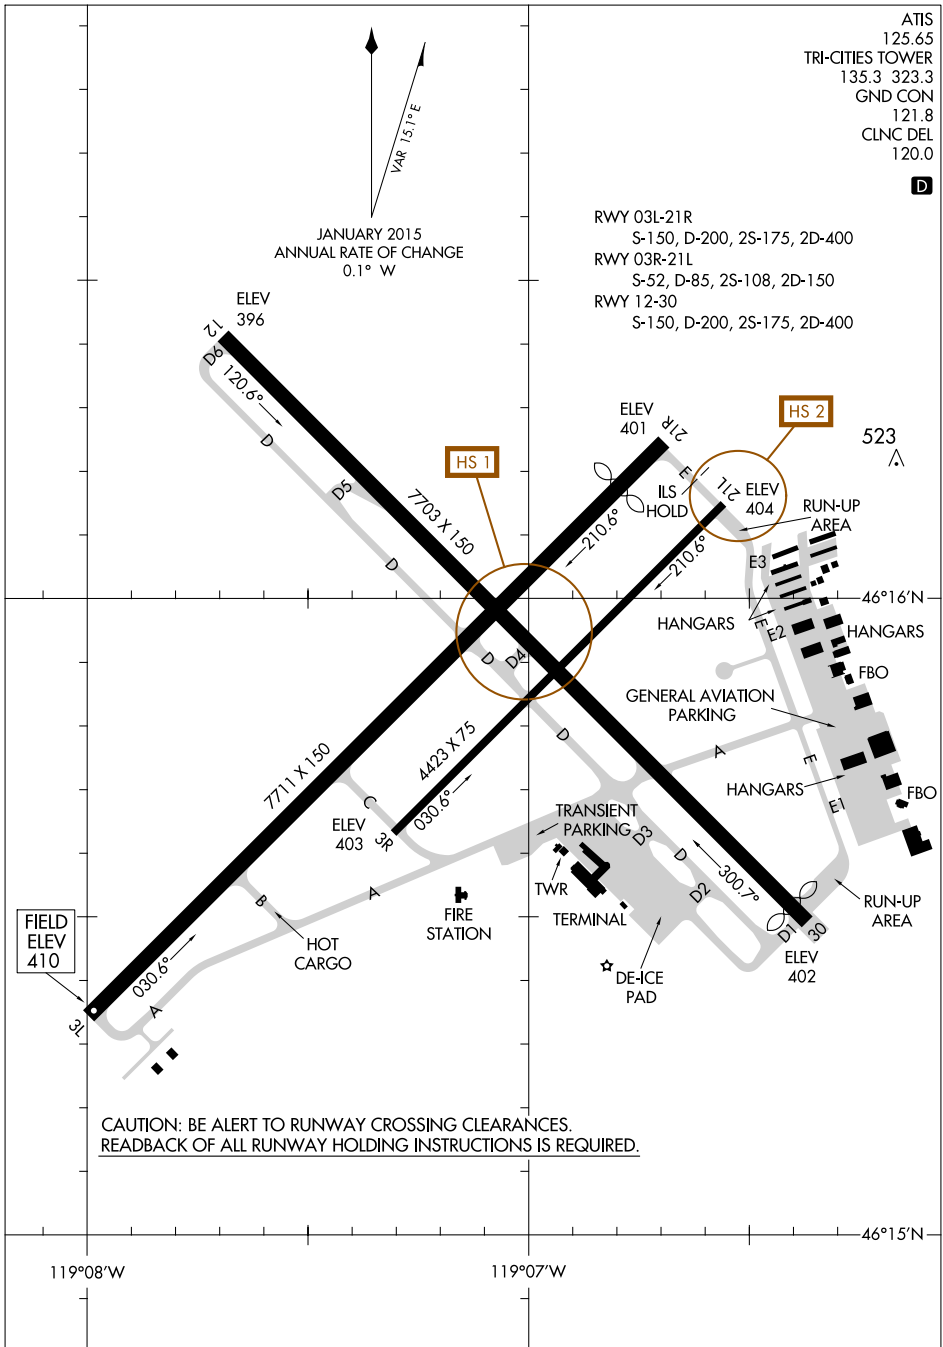 ATIS
125.65
TRI-CITIES TOWER
135.3 323.3
GND CON
121.8
CLNC DEL
120.0
D
VAR 15.1° E
JANUARY 2015
ANNUAL RATE OF CHANGE
0.1° W
RWY 03L-21R
S-150, D-200, 2S-175, 2D-400
RWY 03R-21L
S-52, D-85, 2S-108, 2D-150
RWY 12-30
S-150, D-200, 2S-175, 2D-400
ELEV
396
12
D6
120.6°
D
D5
7703 X 150
D
HS 1
ELEV
401
21R
E
ILS
HOLD
210.6°
HS 2
21L
ELEV
404
210.6°
523
RUN-UP
AREA
E3
46°16'N
HANGARS
E
E2
HANGARS
FBO
D
D4
GENERAL AVIATION
PARKING
D
A
E
HANGARS
E1
FBO
7711 X 150
4423 X 75
C
ELEV
403
3R
030.6°
TRANSIENT
PARKING
D3
D
D2
300.7°
TWR
TERMINAL
A
B
FIRE
STATION
HOT
CARGO
RUN-UP
AREA
D1
30
ELEV
402
DE-ICE
PAD
FIELD
ELEV
410
030.6°
A
3L
CAUTION: BE ALERT TO RUNWAY CROSSING CLEARANCES.
READBACK OF ALL RUNWAY HOLDING INSTRUCTIONS IS REQUIRED.
46°15'N
119°08'W
119°07'W